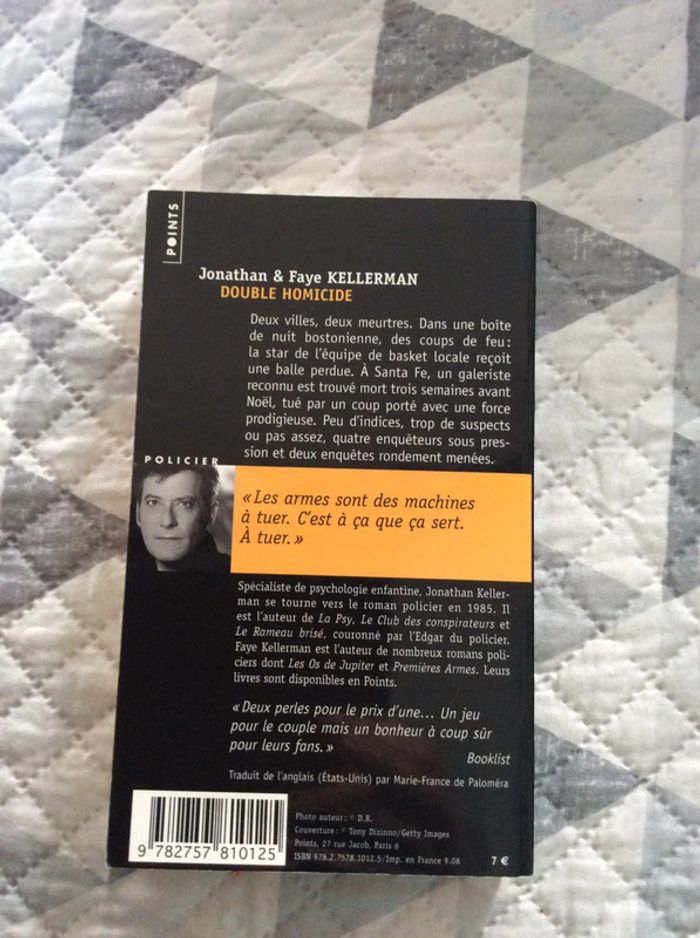 POINTS
Jonathan & Faye KELLERMAN
DOUBLE HOMICIDE
Deux villes, deux meurtres. Dans une boîte
de nuit bostonienne, des coups de feu :
la star de l'équipe de basket locale reçoit
une balle perdue. À Santa Fe, un galeriste
reconnu est trouvé mort trois semaines avant
Noël, tué par un coup porté avec une force
prodigieuse. Peu d'indices, trop de suspects
ou pas assez, quatre enquêteurs sous pres-
sion et deux enquêtes rondement menées.
POLICIER
« Les armes sont des machines
à tuer. C'est à ça que ça sert.
À tuer. »
Spécialiste de psychologie enfantine, Jonathan Keller-
man se tourne vers le roman policier en 1985. Il
est l'auteur de La Psy, Le Club des conspirateurs et
Le Rameau brisé, couronné par l'Edgar du policier.
Faye Kellerman est l'auteur de nombreux romans poli-
ciers dont Les Os de Jupiter et Premières Armes. Leurs
livres sont disponibles en Points.
« Deux perles pour le prix d'une... Un jeu
pour le couple mais un bonheur à coup sûr
pour leurs fans. »
Booklist
Traduit de l'anglais (États-Unis) par Marie-France de Paloméra
Photo auteur : © D.R.
Couverture : © Tony Dizinno/Getty Images
Points, 27 rue Jacob, Paris 6
ISBN 978.2.7578.1012.5/Imp. en France 9.08
7 €
9 782757 810125